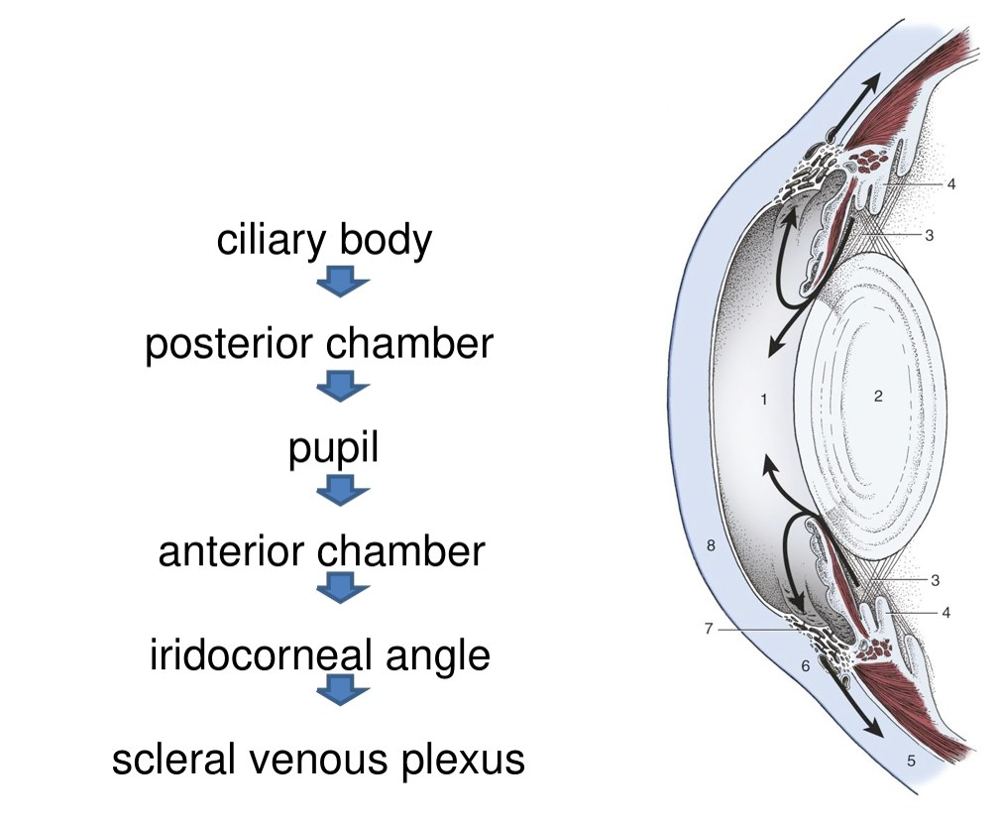 ciliary body
posterior chamber
pupil
anterior chamber
iridocorneal angle
scleral venous plexus
4
3
1
2
8
3
4
7
6
5